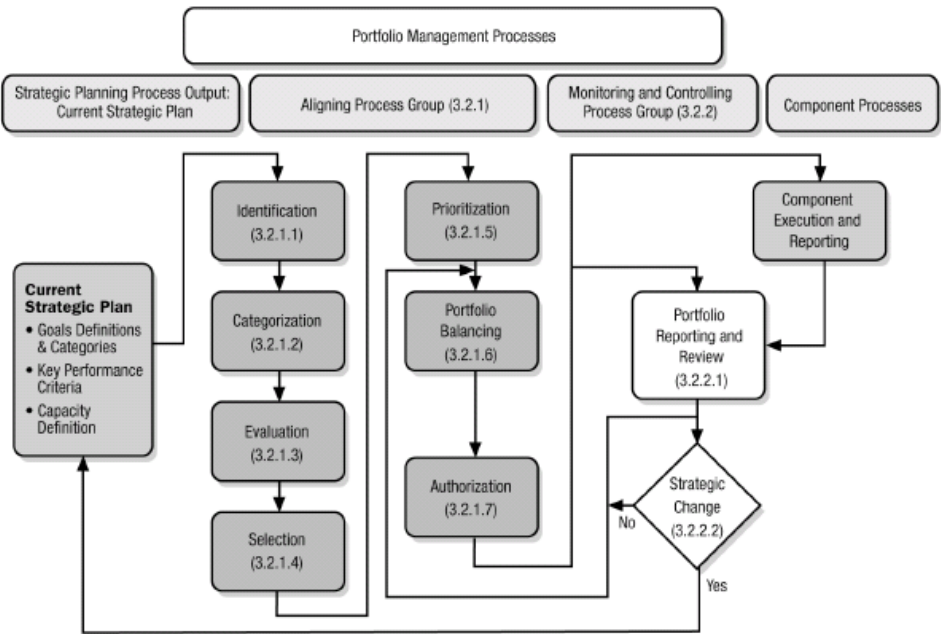 Portfolio Management Processes
Strategic Planning Process Output:
Current Strategic Plan
Aligning Process Group (3.2.1)
Monitoring and Controlling
Process Group (3.2.2)
Component Processes
Current
Strategic Plan
• Goals Definitions
& Categories
• Key Performance
Criteria
• Capacity
Definition
Identification
(3.2.1.1)
Categorization
(3.2.1.2)
Evaluation
(3.2.1.3)
Selection
(3.2.1.4)
Prioritization
(3.2.1.5)
Portfolio
Balancing
(3.2.1.6)
Authorization
(3.2.1.7)
Component
Execution and
Reporting
Portfolio
Reporting and
Review
(3.2.2.1)
Strategic
Change
(3.2.2.2)
No
Yes